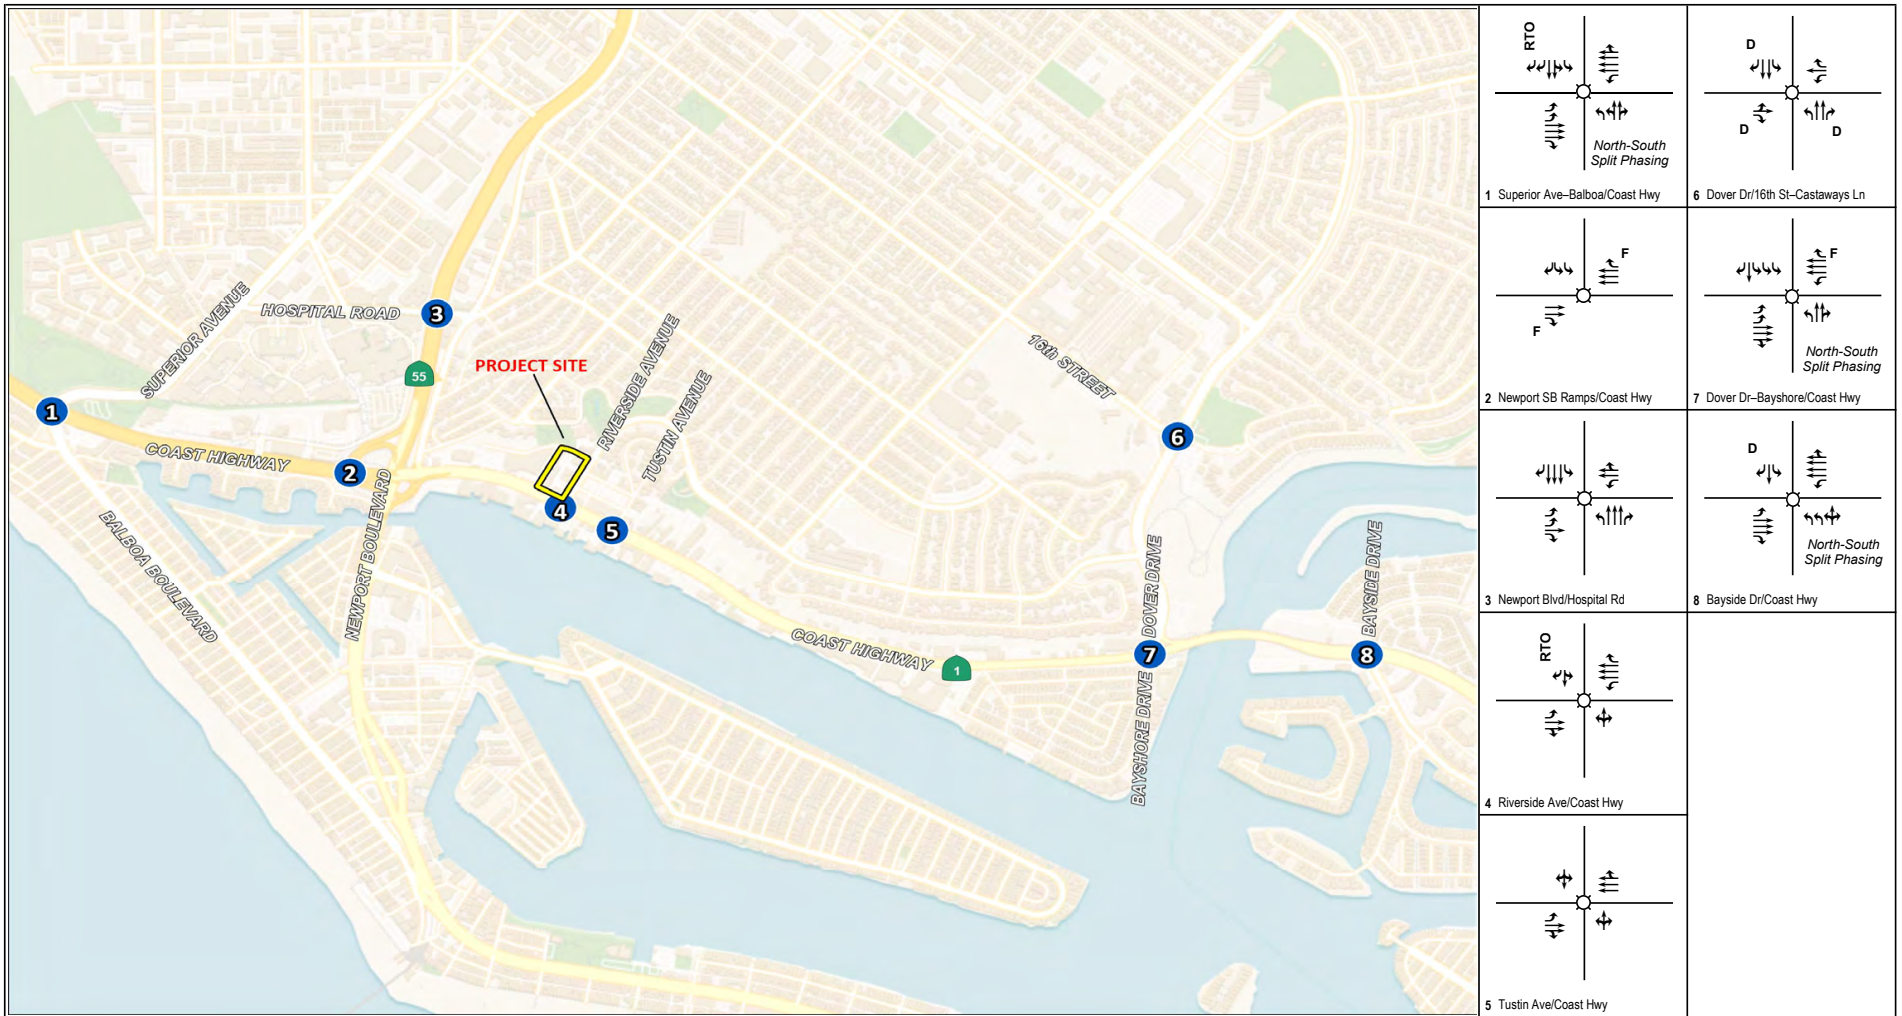 SUPERIOR AVENUE
HOSPITAL ROAD
3
55
PROJECT SITE
RIVERSIDE AVENUE
TUSTIN AVENUE
16th STREET
1
COAST HIGHWAY
2
4
5
6
BALBOA BOULEVARD
NEWPORT BOULEVARD
COAST HIGHWAY
1
DOVER DRIVE
7
BAYSHORE DRIVE
BAYSIDE DRIVE
8
RTO
North-South
Split Phasing
1 Superior Ave–Balboa/Coast Hwy
D
D
D
6 Dover Dr/16th St–Castaways Ln
F
F
2 Newport SB Ramps/Coast Hwy
F
North-South
Split Phasing
7 Dover Dr–Bayshore/Coast Hwy
3 Newport Blvd/Hospital Rd
D
North-South
Split Phasing
8 Bayside Dr/Coast Hwy
RTO
4 Riverside Ave/Coast Hwy
5 Tustin Ave/Coast Hwy